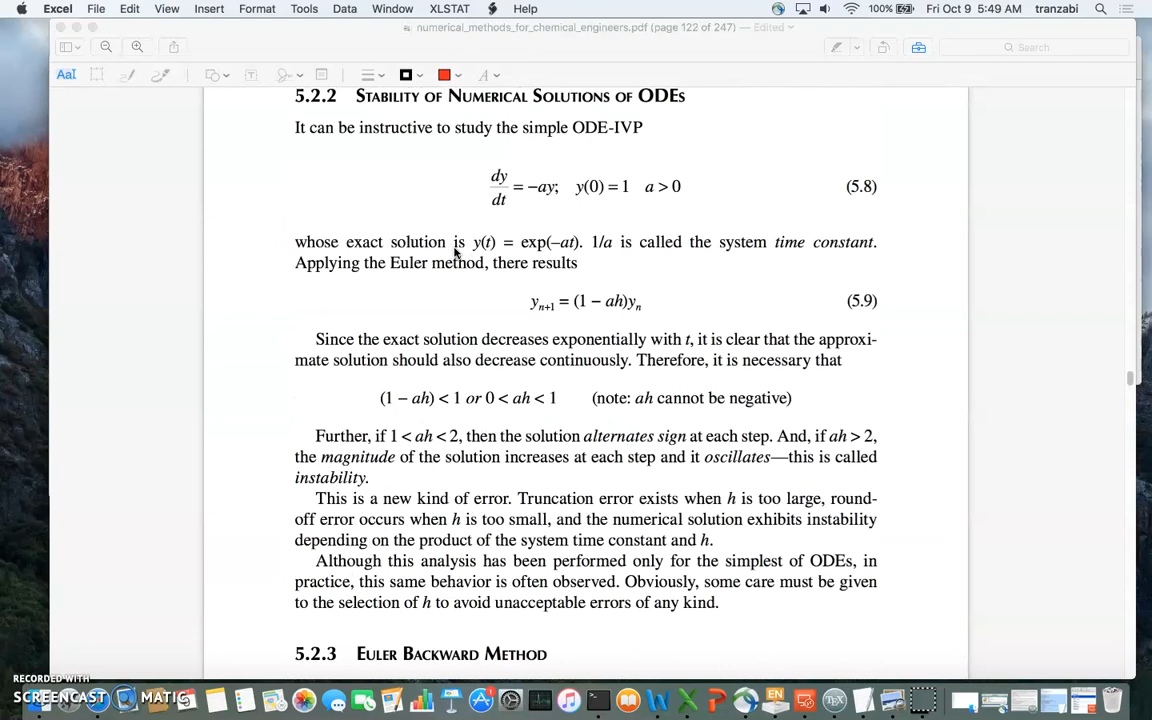 Excel File Edit View Insert Format Tools Data Window XLSTAT Help 100% Fri Oct 9 5:49 AM tranzabi
numerical_methods_for_chemical_engineers.pdf (page 122 of 247) — Edited
Search
AaI A
5.2.2 STABILITY OF NUMERICAL SOLUTIONS OF ODEs
It can be instructive to study the simple ODE-IVP
dy/dt = −ay; y(0) = 1 a > 0 (5.8)
whose exact solution is y(t) = exp(–at). 1/a is called the system time constant.
Applying the Euler method, there results
yn+1 = (1 − ah)yn (5.9)
Since the exact solution decreases exponentially with t, it is clear that the approxi-
mate solution should also decrease continuously. Therefore, it is necessary that
(1 − ah) < 1 or 0 < ah < 1 (note: ah cannot be negative)
Further, if 1 < ah < 2, then the solution alternates sign at each step. And, if ah > 2,
the magnitude of the solution increases at each step and it oscillates—this is called
instability.
This is a new kind of error. Truncation error exists when h is too large, round-
off error occurs when h is too small, and the numerical solution exhibits instability
depending on the product of the system time constant and h.
Although this analysis has been performed only for the simplest of ODEs, in
practice, this same behavior is often observed. Obviously, some care must be given
to the selection of h to avoid unacceptable errors of any kind.
5.2.3 EULER BACKWARD METHOD
RECORDED WITH
SCREENCAST MATIC